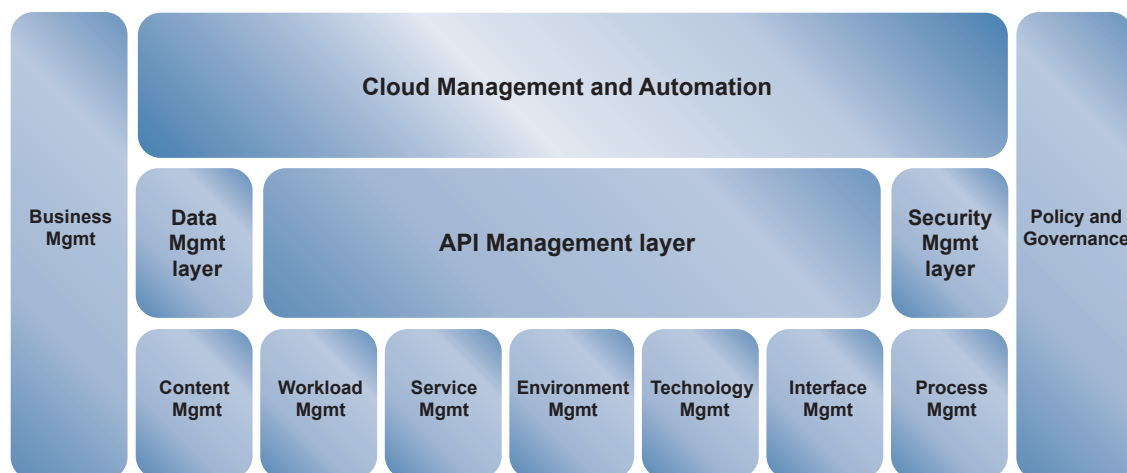 Cloud Management and Automation
Business
Mgmt
Data
Mgmt
layer
API Management layer
Security
Mgmt
layer
Policy and
Governance
Content
Mgmt
Workload
Mgmt
Service
Mgmt
Environment
Mgmt
Technology
Mgmt
Interface
Mgmt
Process
Mgmt